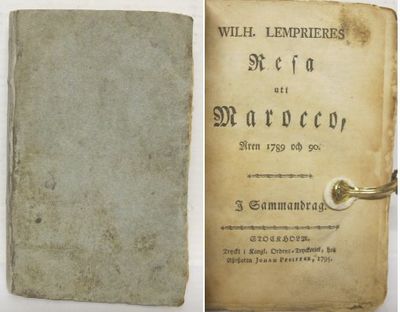 WILH. LEMPRIERES
Resa
uti
Marocco,
Åren 1789 och 90.
I Sammandrag.
STOCKHOLM.
Tryckt i Kongl. Ordens-Tryckeriet, hos
JOHAN PFEIFFER, 1795.